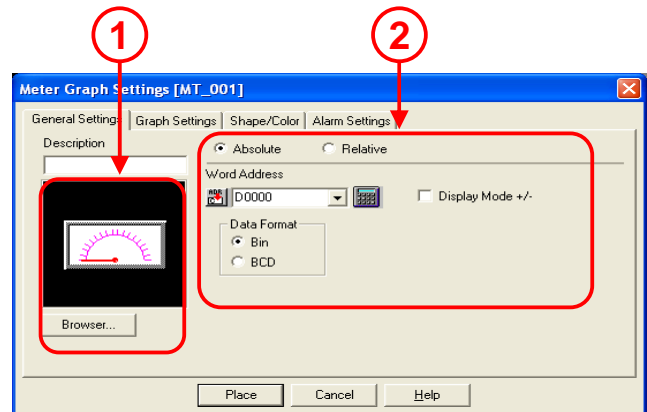 1
2
Meter Graph Settings [MT_001]
General Settings Graph Settings Shape/Color Alarm Settings
Description
Absolute Relative
Word Address
D0000 Display Mode +/-
Data Format
Bin
BCD
Browser...
Place Cancel Help